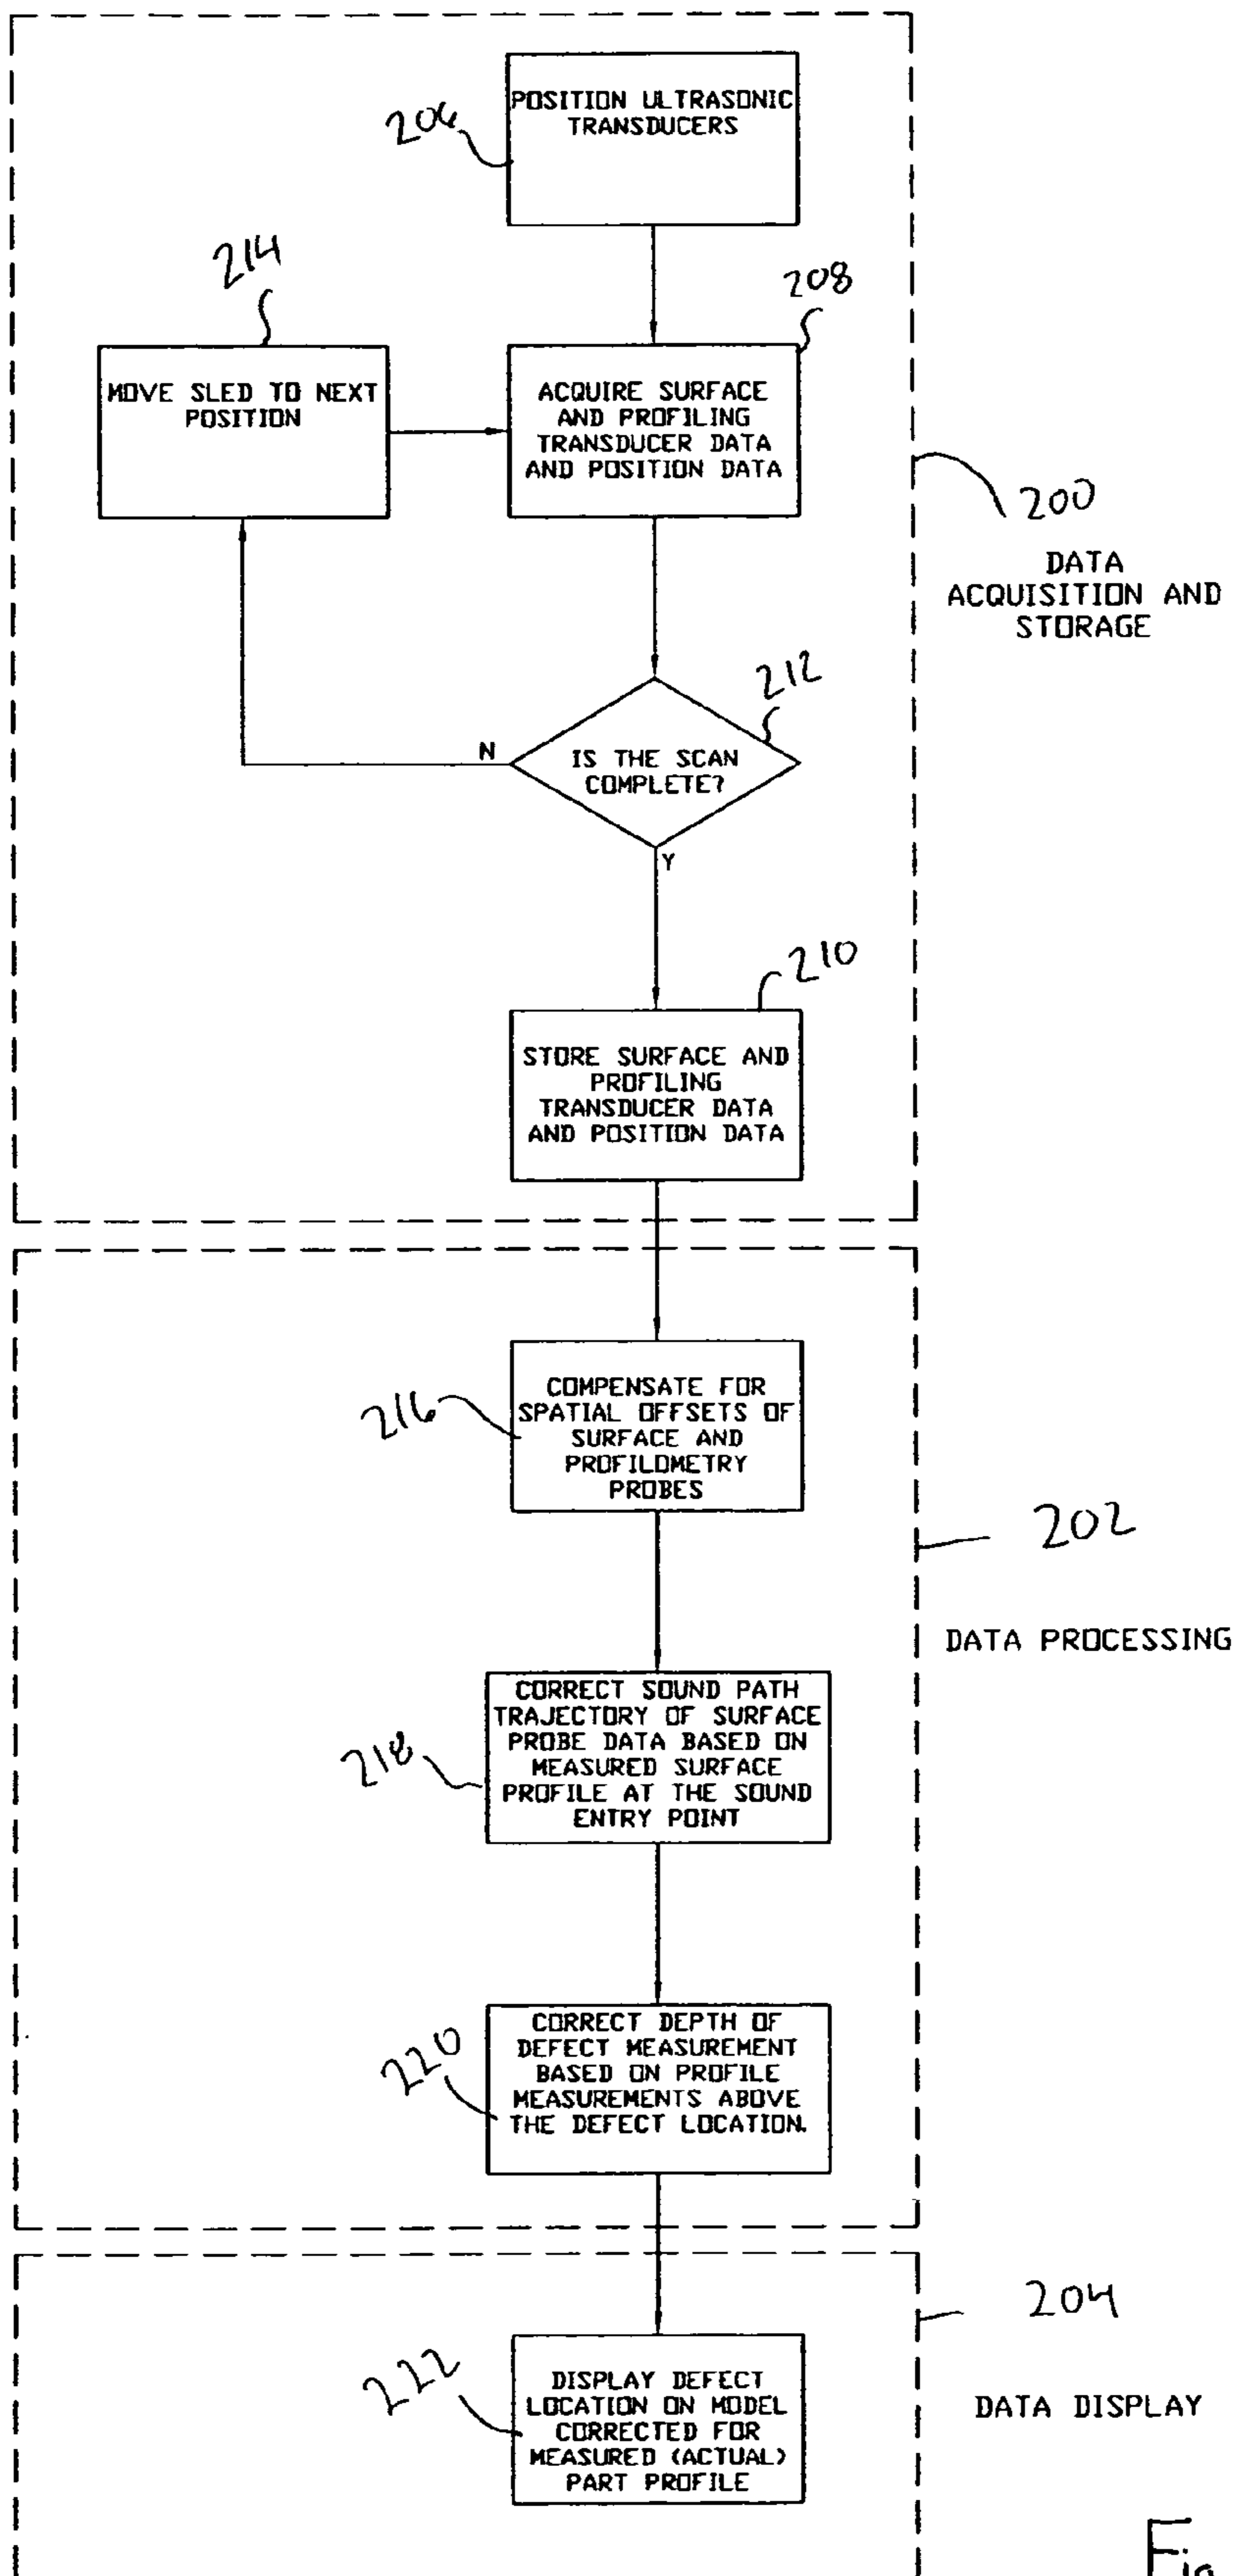 206
POSITION ULTRASONIC
TRANSDUCERS
214
208
MOVE SLED TO NEXT
POSITION
ACQUIRE SURFACE
AND PROFILING
TRANSDUCER DATA
AND POSITION DATA
200
DATA
ACQUISITION AND
STORAGE
212
N
IS THE SCAN
COMPLETE?
Y
210
STORE SURFACE AND
PROFILING
TRANSDUCER DATA
AND POSITION DATA
216
COMPENSATE FOR
SPATIAL OFFSETS OF
SURFACE AND
PROFILOMETRY
PROBES
202
DATA PROCESSING
218
CORRECT SOUND PATH
TRAJECTORY OF SURFACE
PROBE DATA BASED ON
MEASURED SURFACE
PROFILE AT THE SOUND
ENTRY POINT
220
CORRECT DEPTH OF
DEFECT MEASUREMENT
BASED ON PROFILE
MEASUREMENTS ABOVE
THE DEFECT LOCATION.
204
DATA DISPLAY
222
DISPLAY DEFECT
LOCATION ON MODEL
CORRECTED FOR
MEASURED (ACTUAL)
PART PROFILE
Fig